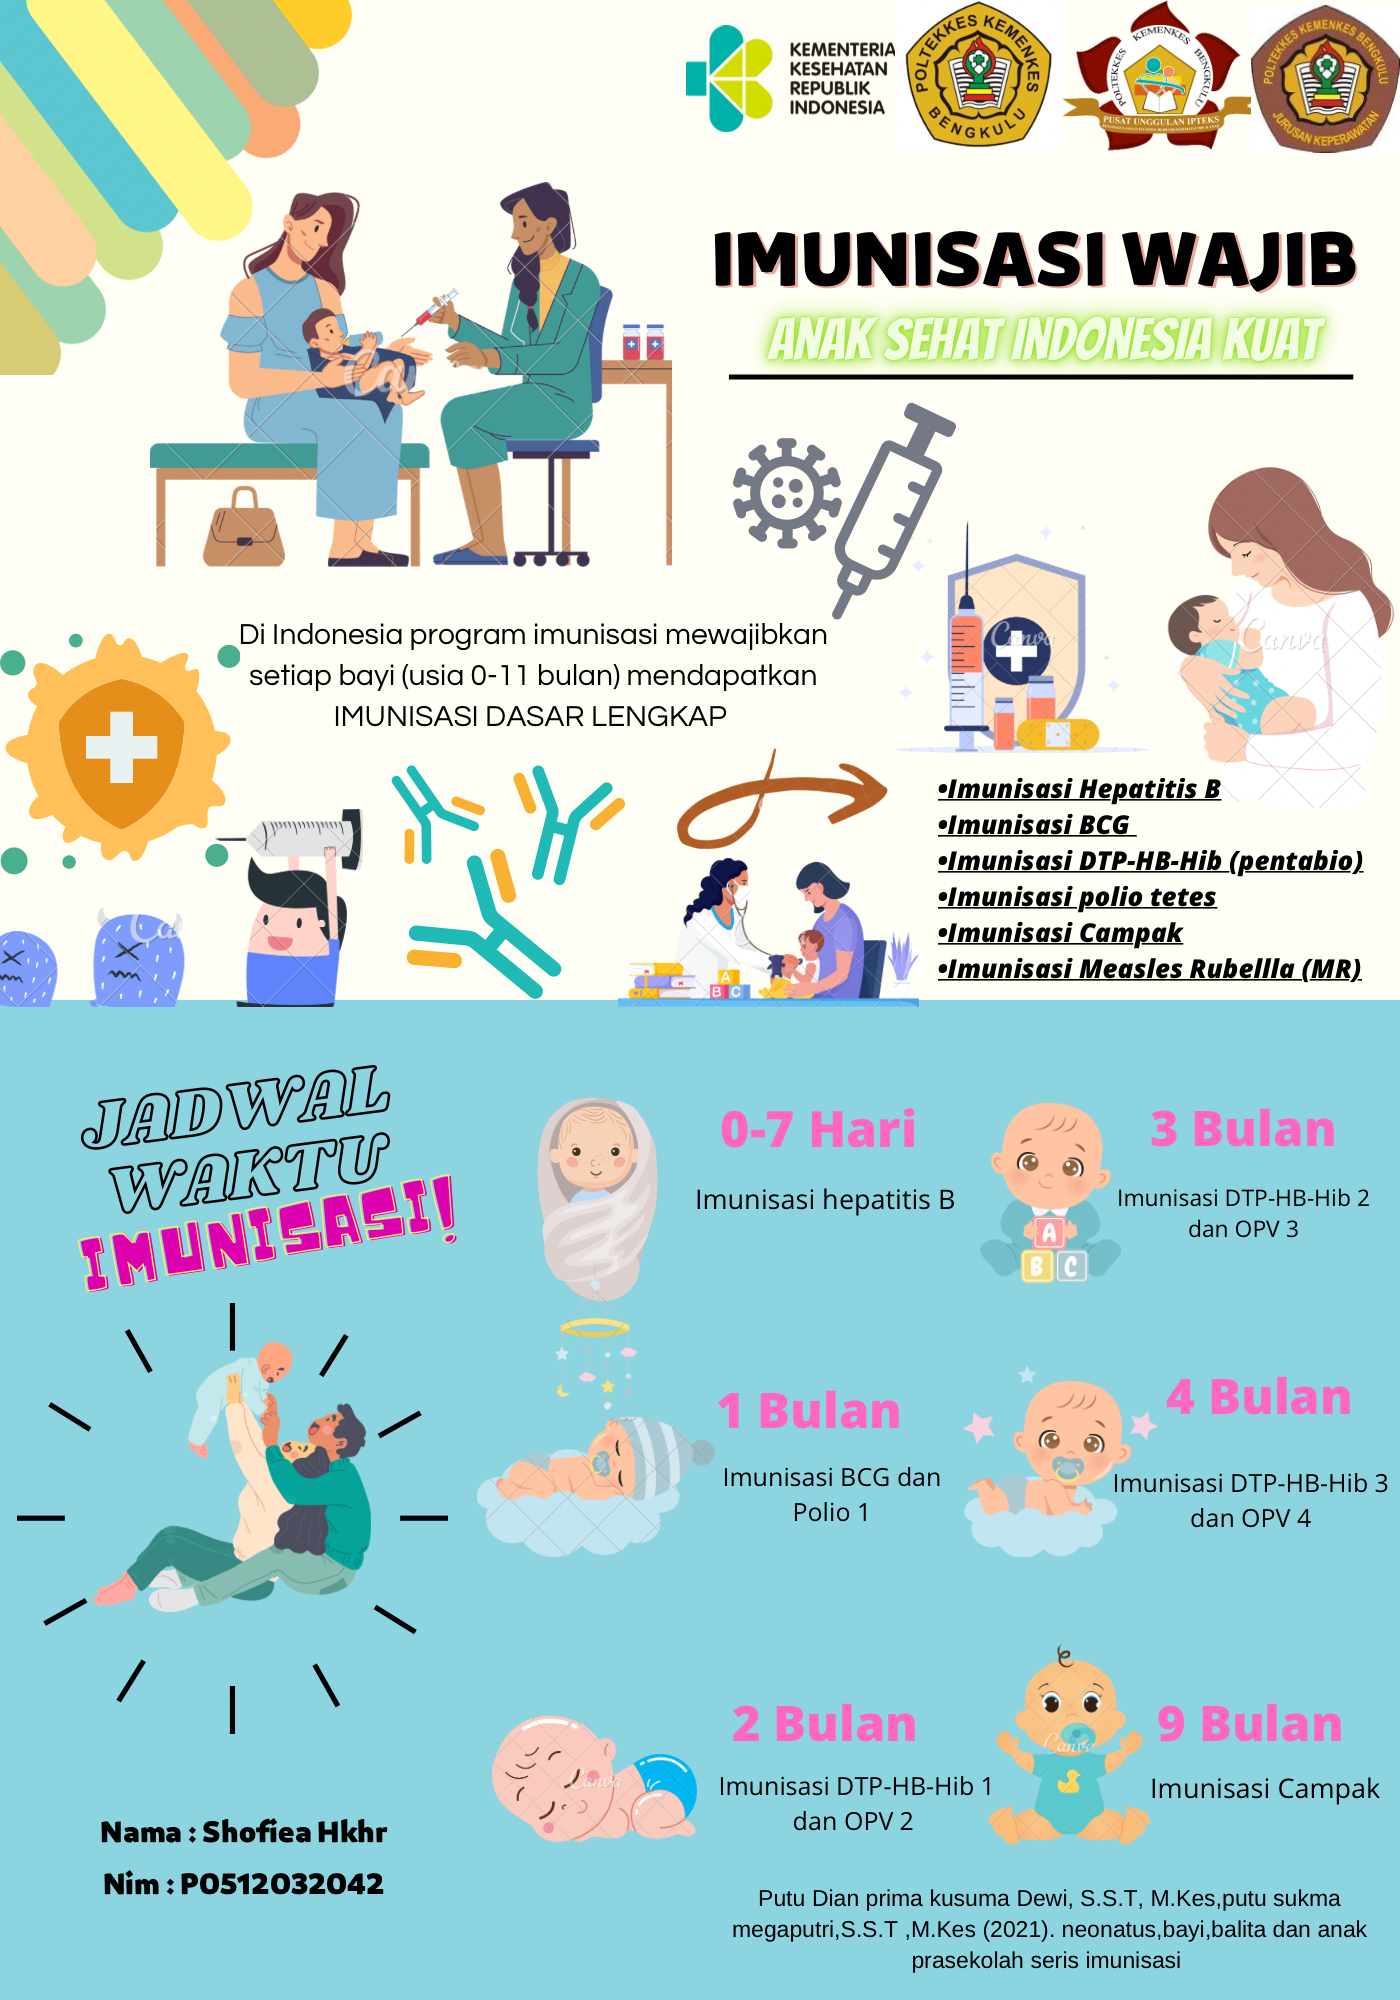 KEMENTERIA
KESEHATAN
REPUBLIK
INDONESIA
POLTEKKES KEMENKES
BENGKULU
POLTEKKES KEMENKES BENGKULU
PUSAT UNGGULAN IPTEKS
POLTEKKES KEMENKES BENGKULU
JURUSAN KEPERAWATAN
IMUNISASI WAJIB
ANAK SEHAT INDONESIA KUAT
Di Indonesia program imunisasi mewajibkan
setiap bayi (usia 0-11 bulan) mendapatkan
IMUNISASI DASAR LENGKAP
•Imunisasi Hepatitis B
•Imunisasi BCG
•Imunisasi DTP-HB-Hib (pentabio)
•Imunisasi polio tetes
•Imunisasi Campak
•Imunisasi Measles Rubellla (MR)
A
B C
JADWAL
WAKTU
IMUNISASI!
0-7 Hari
Imunisasi hepatitis B
1 Bulan
Imunisasi BCG dan
Polio 1
2 Bulan
Imunisasi DTP-HB-Hib 1
dan OPV 2
3 Bulan
Imunisasi DTP-HB-Hib 2
dan OPV 3
A
B C
4 Bulan
Imunisasi DTP-HB-Hib 3
dan OPV 4
9 Bulan
Imunisasi Campak
Nama : Shofiea Hkhr
Nim : P0512032042
Putu Dian prima kusuma Dewi, S.S.T, M.Kes,putu sukma
megaputri,S.S.T ,M.Kes (2021). neonatus,bayi,balita dan anak
prasekolah seris imunisasi
Canva
Canva
Canva
Canva